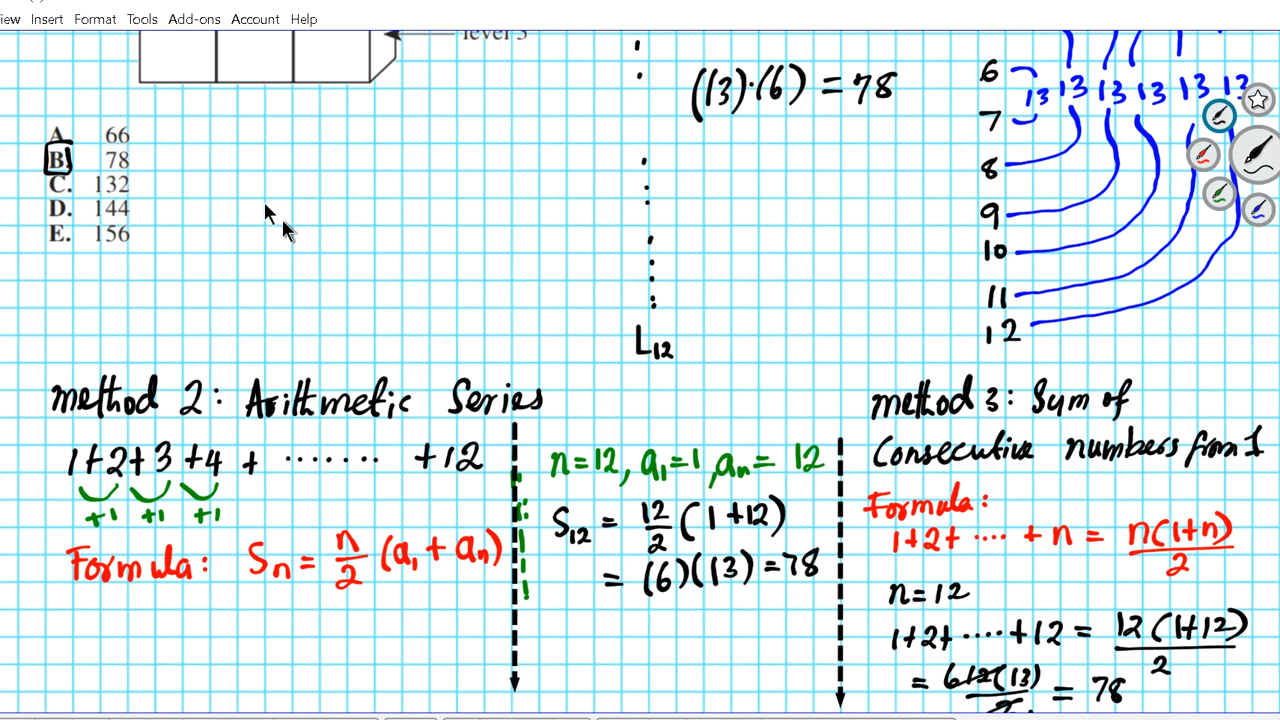 iew Insert Format Tools Add-ons Account Help
level 3
A. 66
B. 78
C. 132
D. 144
E. 156
(13)·(6) = 78
6
13 13 13 13 13 13
7
8
9
10
11
12
L12
method 2: Arithmetic Series
1+2+3+4+ ······· +12
+1 +1 +1
Formula: Sn = n/2 (a1 + an)
n=12, a1=1, an= 12
S12 = 12/2 (1+12)
= (6)(13)=78
method 3: Sum of
Consecutive numbers from 1
Formula:
1+2+ ···· + n = n(1+n)/2
n=12
1+2+ ····+12 = 12(1+12)/2
= 6 12(13)/2 = 78